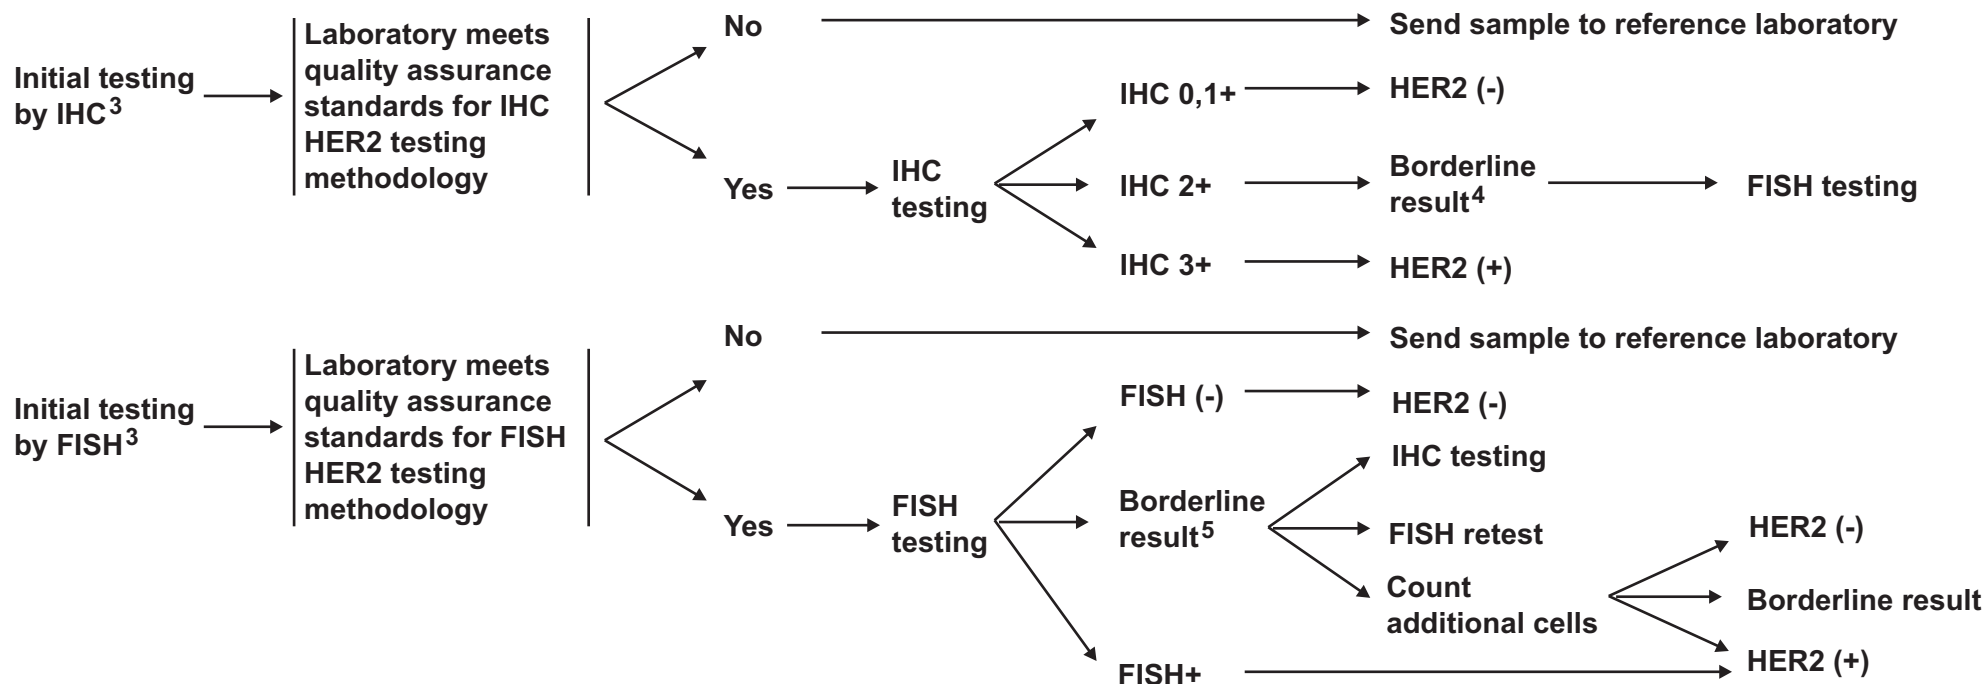 Initial testing
by IHC3
Laboratory meets
quality assurance
standards for IHC
HER2 testing
methodology
No
Send sample to reference laboratory
Yes
IHC
testing
IHC 0,1+
HER2 (-)
IHC 2+
Borderline
result4
FISH testing
IHC 3+
HER2 (+)
Initial testing
by FISH3
Laboratory meets
quality assurance
standards for FISH
HER2 testing
methodology
No
Send sample to reference laboratory
Yes
FISH
testing
FISH (-)
HER2 (-)
Borderline
result5
IHC testing
FISH retest
Count
additional cells
HER2 (-)
Borderline result
FISH+
HER2 (+)